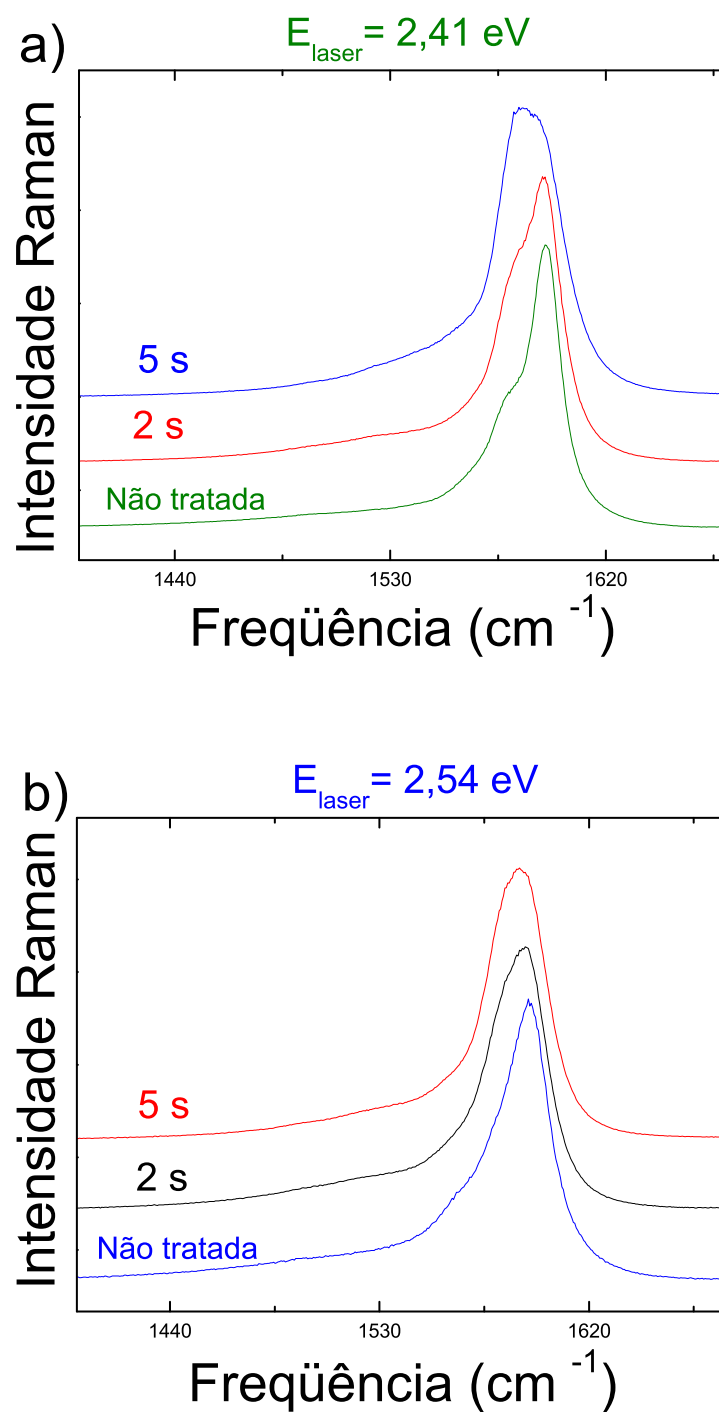 a)
E_laser = 2,41 eV
Intensidade Raman
5 s
2 s
Não tratada
1440 1530 1620
Freqüência (cm ⁻¹)
b)
E_laser = 2,54 eV
Intensidade Raman
5 s
2 s
Não tratada
1440 1530 1620
Freqüência (cm ⁻¹)